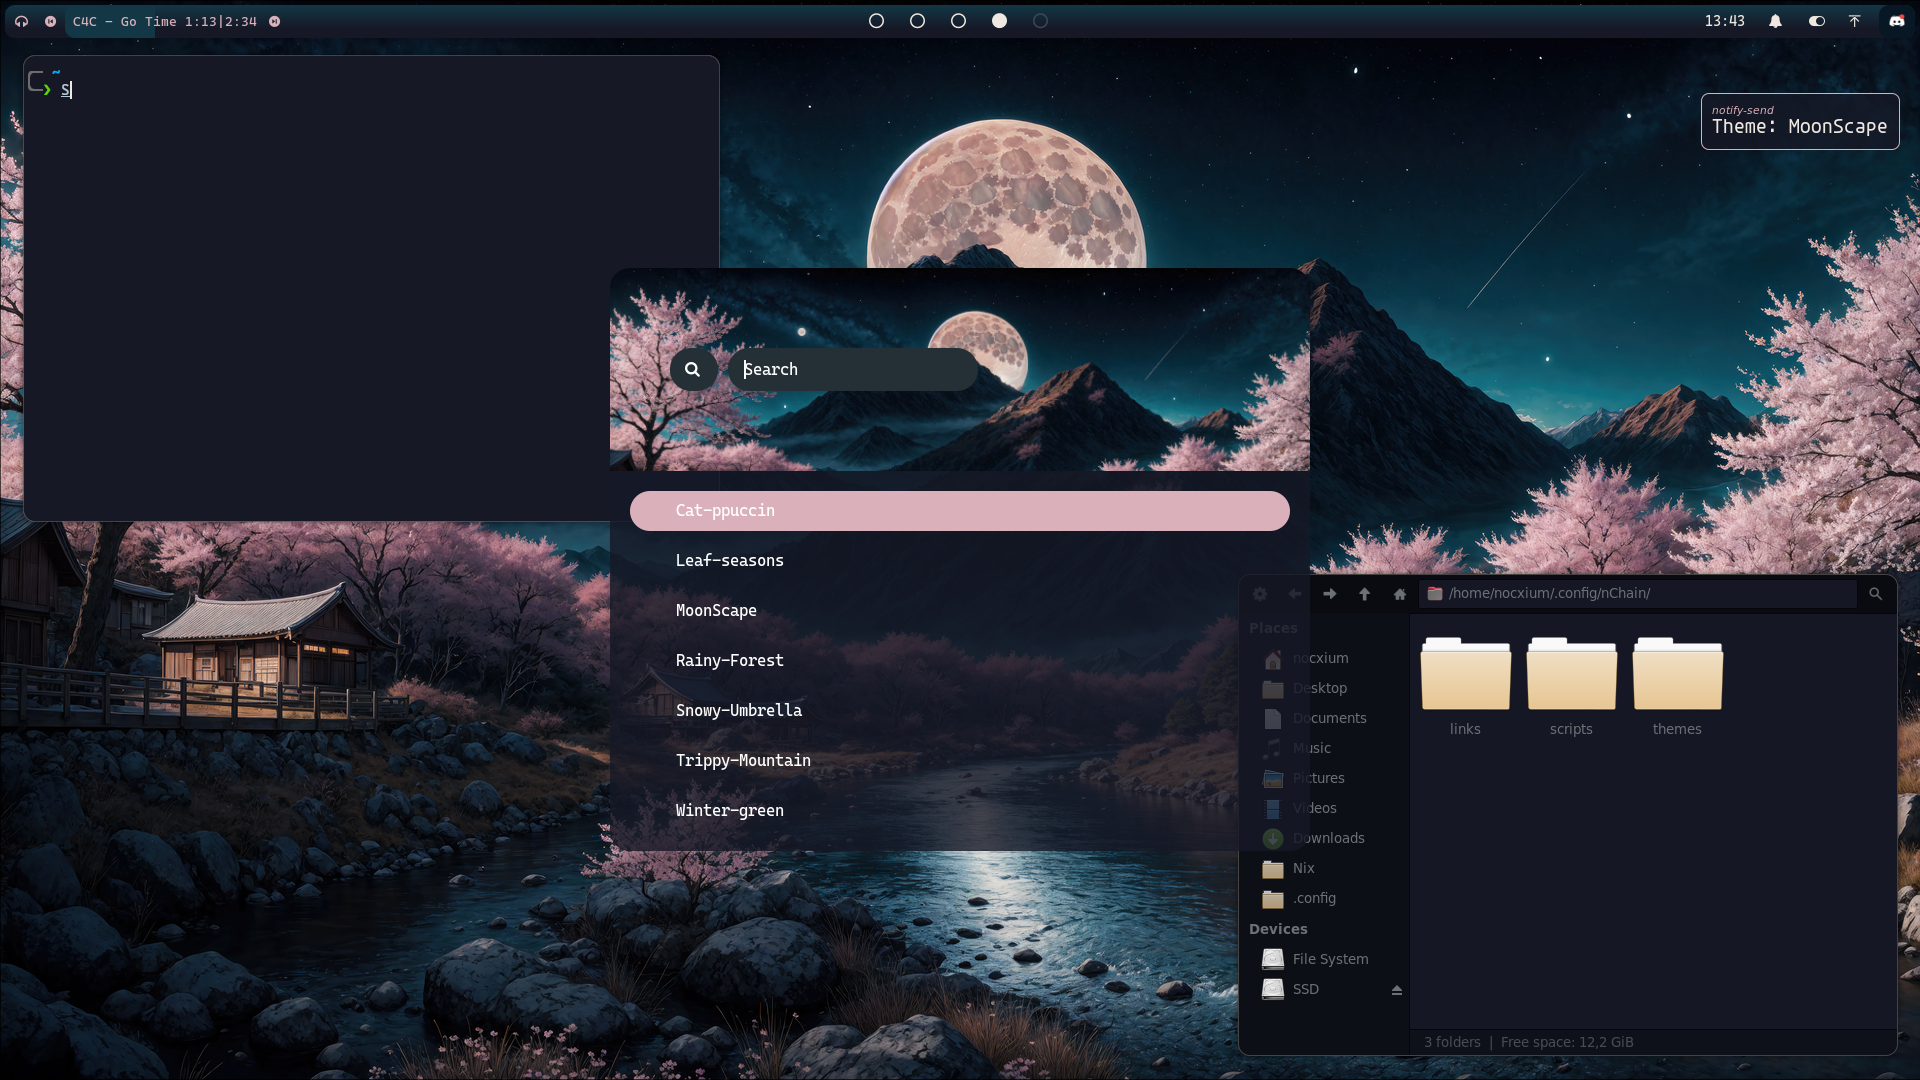 C4C – Go Time 1:13|2:34
13:43
~
❯ S
notify-send
Theme: MoonScape
Search
Cat-ppuccin
Leaf-seasons
MoonScape
Rainy-Forest
Snowy-Umbrella
Trippy-Mountain
Winter-green
/home/nocxium/.config/nChain/
Places
nocxium
Desktop
Documents
Music
Pictures
Videos
Downloads
Nix
.config
Devices
File System
SSD
links
scripts
themes
3 folders | Free space: 12,2 GiB